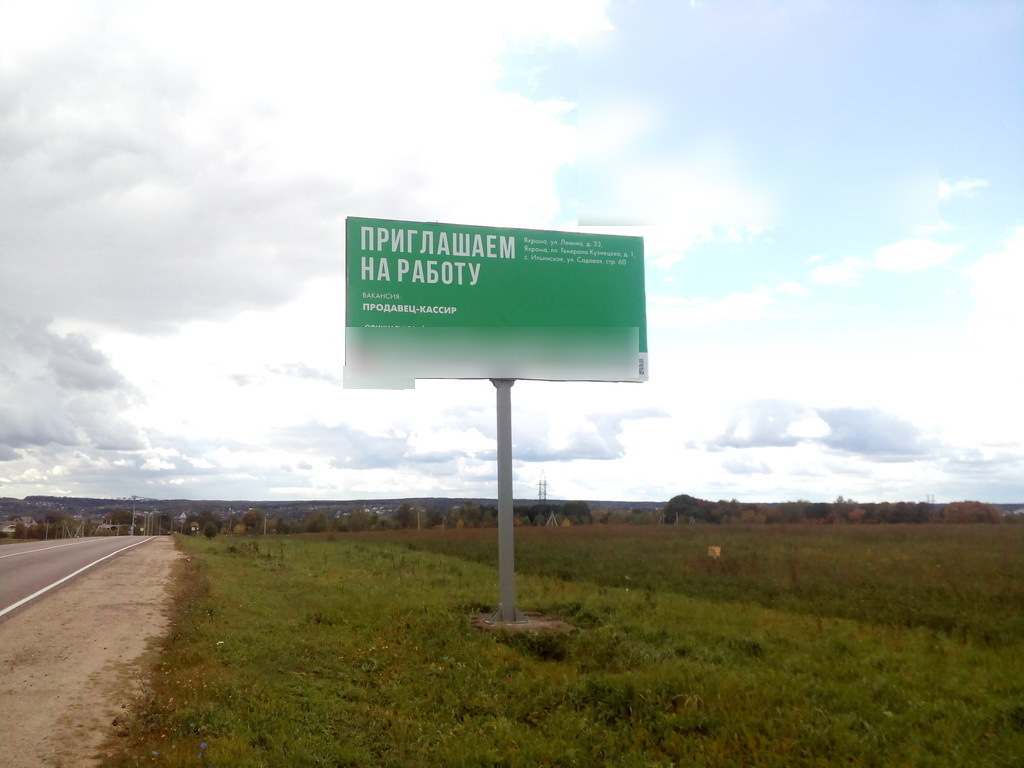 ПРИГЛАШАЕМ
НА РАБОТУ
Яхрома, ул. Ленина, д. 33,
Яхрома, пл. Генерала Кузнецова, д. 1,
с. Ильинское, ул. Садовая, стр. 60
ВАКАНСИЯ:
ПРОДАВЕЦ-КАССИР